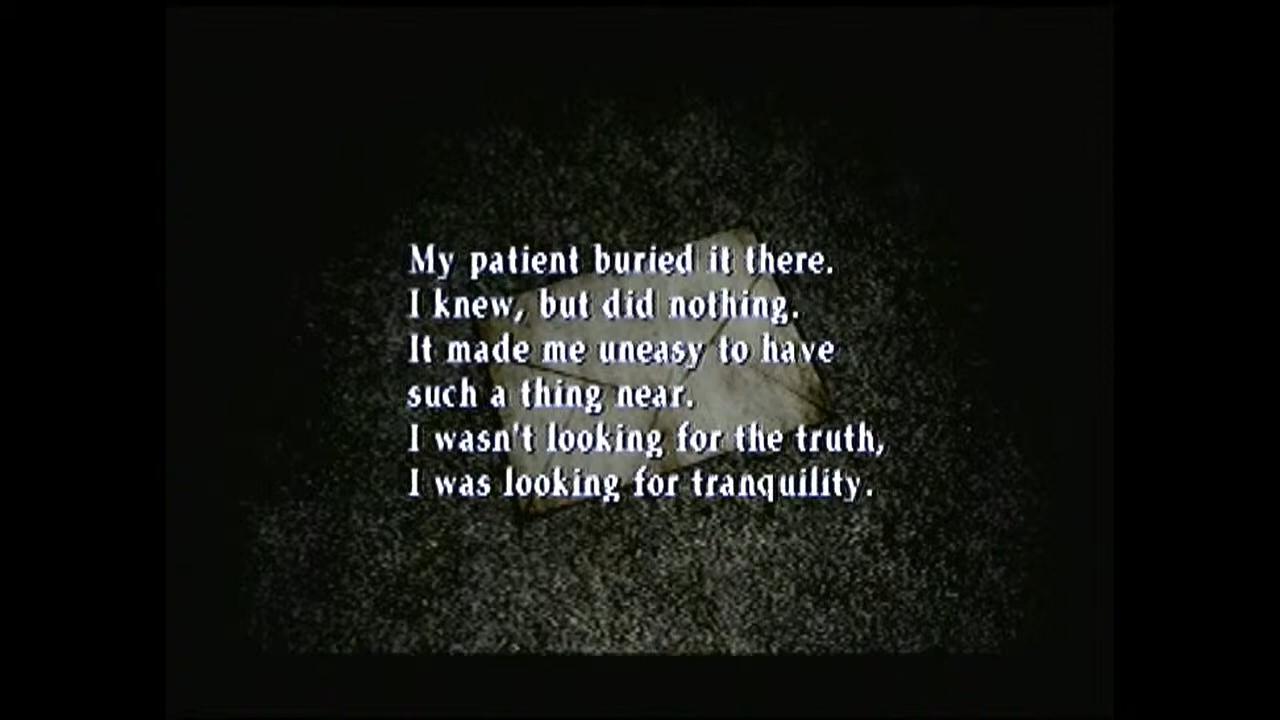 My patient buried it there.
I knew, but did nothing.
It made me uneasy to have
such a thing near.
I wasn't looking for the truth,
I was looking for tranquility.